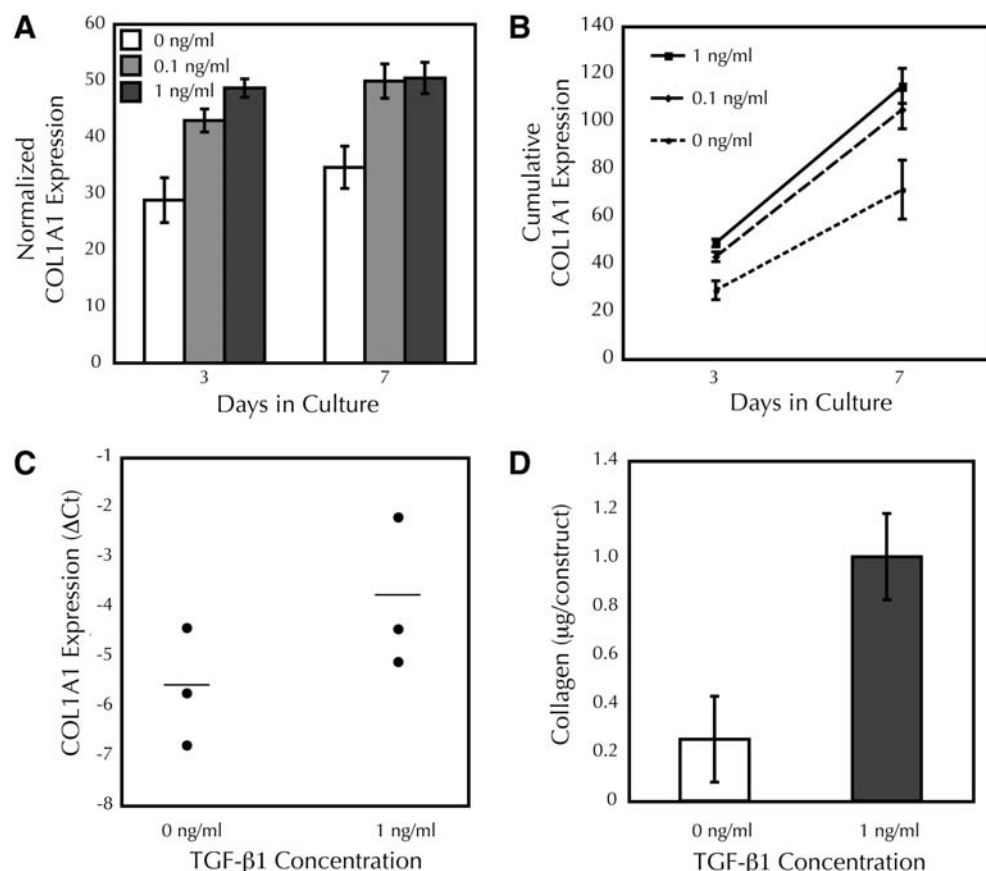 A
Normalized
COL1A1 Expression
60
50
40
30
20
10
0
0 ng/ml
0.1 ng/ml
1 ng/ml
3
7
Days in Culture
B
Cumulative
COL1A1 Expression
140
120
100
80
60
40
20
0
1 ng/ml
0.1 ng/ml
0 ng/ml
3
7
Days in Culture
C
COL1A1 Expression (ΔCt)
-1
-2
-3
-4
-5
-6
-7
-8
0 ng/ml
1 ng/ml
TGF-β1 Concentration
D
Collagen (μg/construct)
1.4
1.2
1.0
0.8
0.6
0.4
0.2
0
0 ng/ml
1 ng/ml
TGF-β1 Concentration